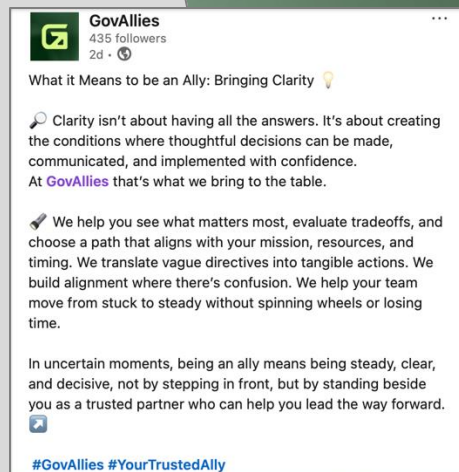 GovAllies
435 followers
2d •
What it Means to be an Ally: Bringing Clarity 💡
🔎 Clarity isn’t about having all the answers. It’s about creating
the conditions where thoughtful decisions can be made,
communicated, and implemented with confidence.
At GovAllies that’s what we bring to the table.
🔦 We help you see what matters most, evaluate tradeoffs, and
choose a path that aligns with your mission, resources, and
timing. We translate vague directives into tangible actions. We
build alignment where there’s confusion. We help your team
move from stuck to steady without spinning wheels or losing
time.
In uncertain moments, being an ally means being steady, clear,
and decisive, not by stepping in front, but by standing beside
you as a trusted partner who can help you lead the way forward.
↗️
#GovAllies #YourTrustedAlly